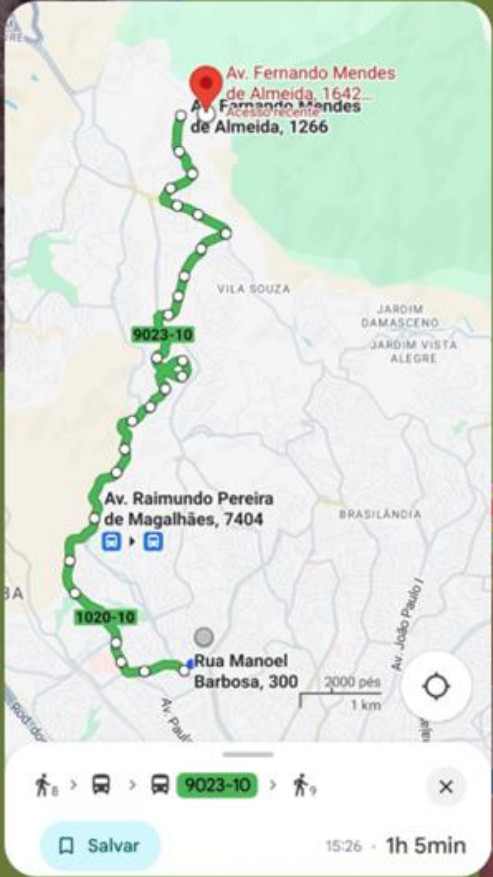 Av. Fernando Mendes
de Almeida, 1642...
Acesso recente
Av. Fernando Mendes
de Almeida, 1266
VILA SOUZA
JARDIM
DAMASCENO
JARDIM VISTA
ALEGRE
9023-10
Av. Raimundo Pereira
de Magalhães, 7404
BRASILÂNDIA
BA
1020-10
Av. João Paulo I
Rua Manoel
Barbosa, 300
2000 pés
1 km
Av. Paul
8
9023-10
9
Salvar
15:26 · 1h 5min